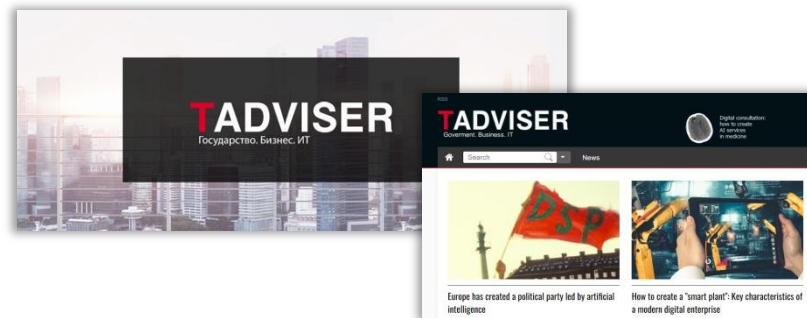 TADVISER
Государство. Бизнес. ИТ
RSS
TADVISER
Goverment. Business. IT
Digital consultation:
how to create
AI services
in medicine
Search
News
DSP
Europe has created a political party led by artificial
intelligence
How to create a "smart plant": Key characteristics of
a modern digital enterprise